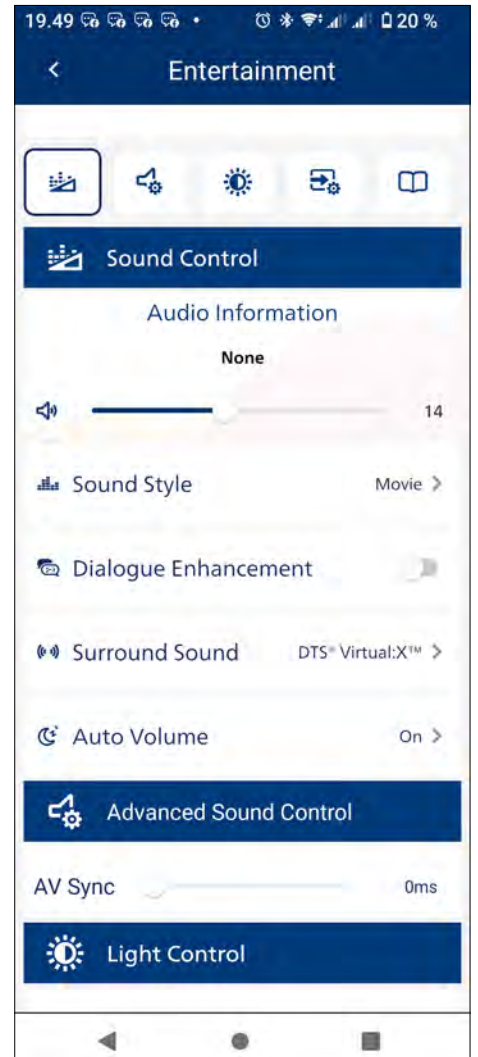 19.49 20 %
Entertainment
Sound Control
Audio Information
None
14
Sound Style Movie
Dialogue Enhancement
Surround Sound DTS® Virtual:X™
Auto Volume On
Advanced Sound Control
AV Sync 0ms
Light Control